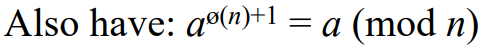 Also have: a^ø(n)+1 = a (mod n)